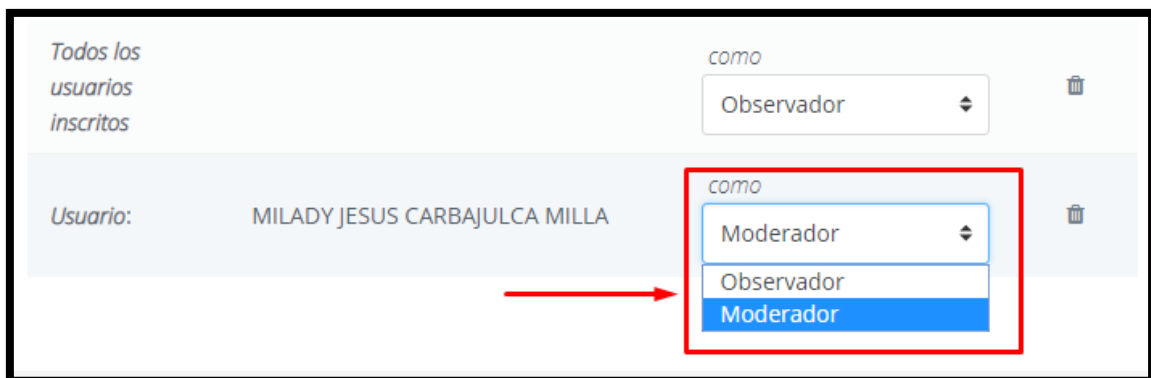 Todos los
usuarios
inscritos
como
Observador
Usuario:
MILADY JESUS CARBAJULCA MILLA
como
Moderador
Observador
Moderador